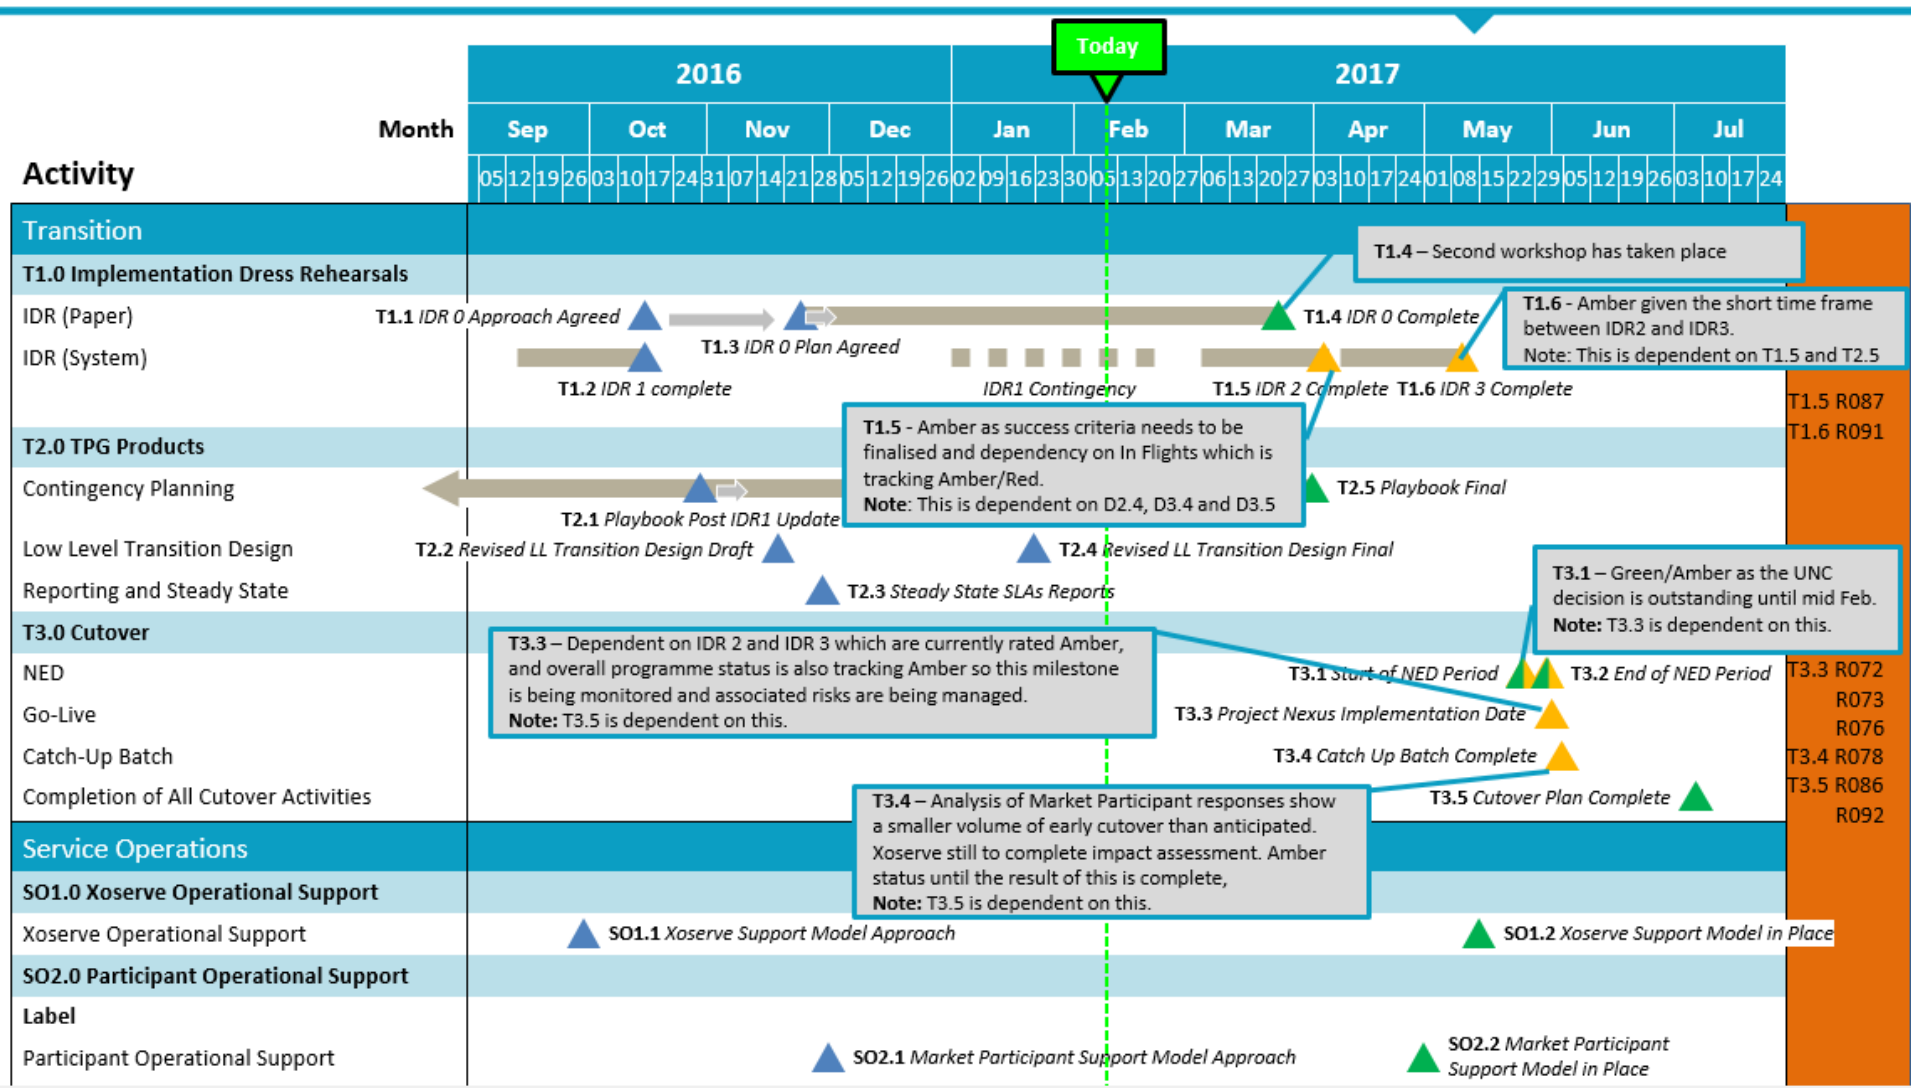 Today
2016 2017
Month Sep Oct Nov Dec Jan Feb Mar Apr May Jun Jul
Activity
05 12 19 26 03 10 17 24 31 07 14 21 28 05 12 19 26 02 09 16 23 30 06 13 20 27 06 13 20 27 03 10 17 24 01 08 15 22 29 05 12 19 26 03 10 17 24
Transition
T1.4 – Second workshop has taken place
T1.0 Implementation Dress Rehearsals
T1.6 - Amber given the short time frame
between IDR2 and IDR3.
Note: This is dependent on T1.5 and T2.5
IDR (Paper)
T1.1 IDR 0 Approach Agreed
T1.3 IDR 0 Plan Agreed
T1.4 IDR 0 Complete
IDR (System)
T1.2 IDR 1 complete
IDR1 Contingency
T1.5 IDR 2 Complete
T1.6 IDR 3 Complete
T1.5 R087
T1.6 R091
T1.5 - Amber as success criteria needs to be
finalised and dependency on In Flights which is
tracking Amber/Red.
Note: This is dependent on D2.4, D3.4 and D3.5
T2.0 TPG Products
Contingency Planning
T2.1 Playbook Post IDR1 Update
T2.5 Playbook Final
Low Level Transition Design
T2.2 Revised LL Transition Design Draft
T2.4 Revised LL Transition Design Final
Reporting and Steady State
T2.3 Steady State SLAs Reports
T3.1 – Green/Amber as the UNC
decision is outstanding until mid Feb.
Note: T3.3 is dependent on this.
T3.0 Cutover
T3.3 – Dependent on IDR 2 and IDR 3 which are currently rated Amber,
and overall programme status is also tracking Amber so this milestone
is being monitored and associated risks are being managed.
Note: T3.5 is dependent on this.
NED
T3.1 Start of NED Period
T3.2 End of NED Period
T3.3 R072
R073
R076
Go-Live
T3.3 Project Nexus Implementation Date
Catch-Up Batch
T3.4 Catch Up Batch Complete
T3.4 R078
T3.5 R086
R092
Completion of All Cutover Activities
T3.5 Cutover Plan Complete
T3.4 – Analysis of Market Participant responses show
a smaller volume of early cutover than anticipated.
Xoserve still to complete impact assessment. Amber
status until the result of this is complete,
Note: T3.5 is dependent on this.
Service Operations
SO1.0 Xoserve Operational Support
Xoserve Operational Support
SO1.1 Xoserve Support Model Approach
SO1.2 Xoserve Support Model in Place
SO2.0 Participant Operational Support
Label
Participant Operational Support
SO2.1 Market Participant Support Model Approach
SO2.2 Market Participant
Support Model in Place